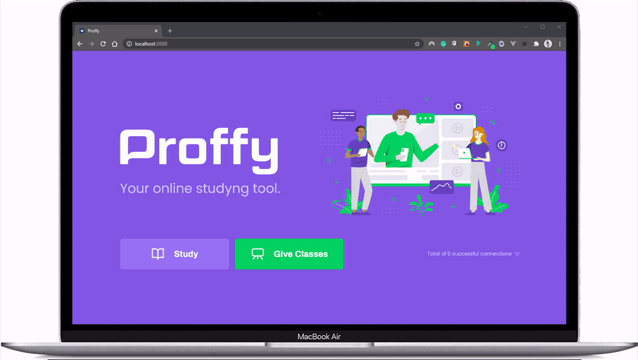 Proffy
localhost:3000
Proffy
Your online studyng tool.
Study
Give Classes
Total of 0 successful connections
MacBook Air